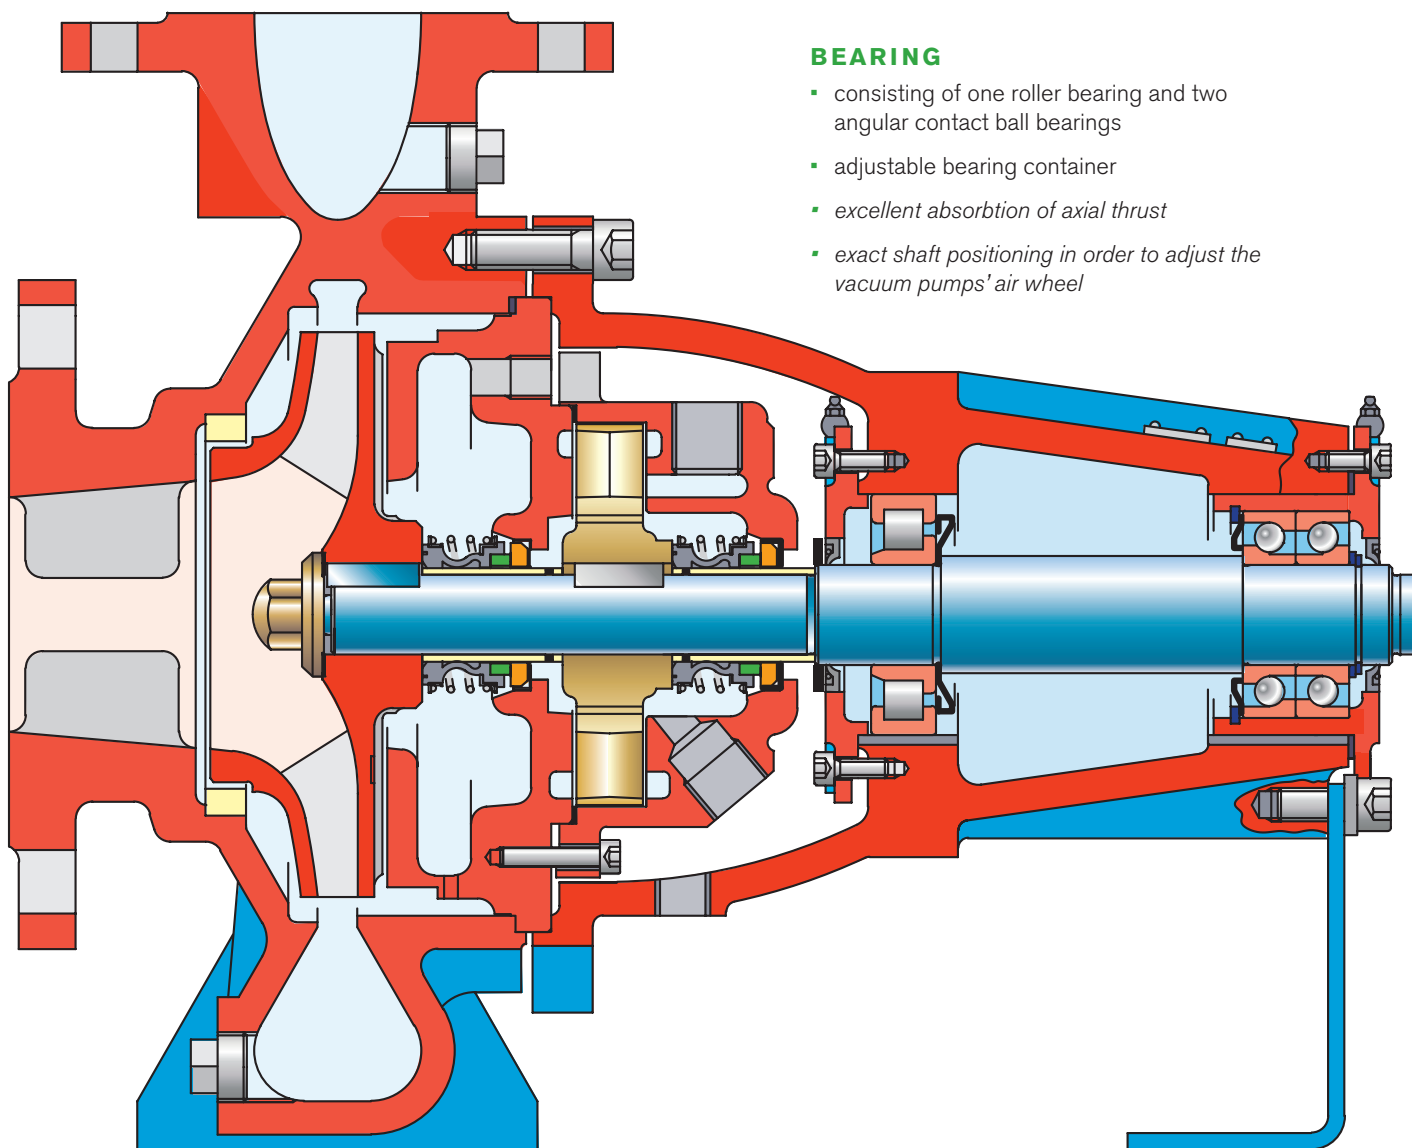 BEARING
▪ consisting of one roller bearing and two
angular contact ball bearings
▪ adjustable bearing container
▪ excellent absorbtion of axial thrust
▪ exact shaft positioning in order to adjust the
vacuum pumps’ air wheel